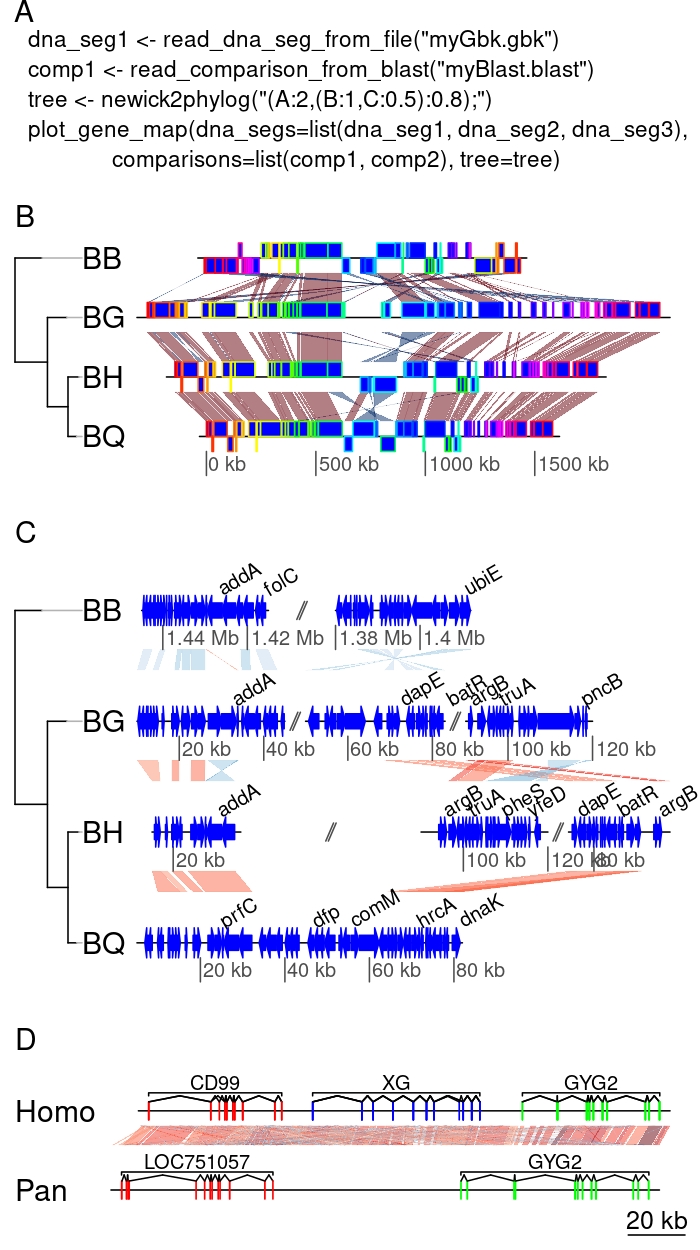 A
dna_seg1 <- read_dna_seg_from_file("myGbk.gbk")
comp1 <- read_comparison_from_blast("myBlast.blast")
tree <- newick2phylog("(A:2,(B:1,C:0.5):0.8);")
plot_gene_map(dna_segs=list(dna_seg1, dna_seg2, dna_seg3),
comparisons=list(comp1, comp2), tree=tree)
B
BB
BG
BH
BQ
0 kb 500 kb 1000 kb 1500 kb
C
addA folC ubiE
BB //
1.44 Mb 1.42 Mb 1.38 Mb 1.4 Mb
addA dapE batR argB truA pncB
BG // //
20 kb 40 kb 60 kb 80 kb 100 kb 120 kb
addA argB truA pheS yfeD dapE batR argB
BH // //
20 kb 100 kb 120 kb 80 kb
prfC dfp comM hrcA dnaK
BQ
20 kb 40 kb 60 kb 80 kb
D
CD99 XG GYG2
Homo
LOC751057 GYG2
Pan
20 kb